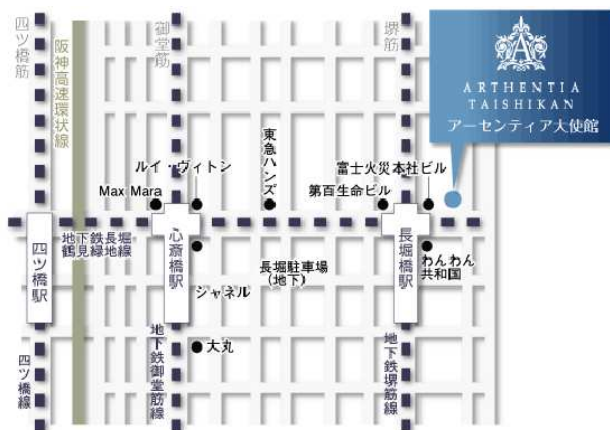 四ツ橋筋
阪神高速環状線
御堂筋
堺筋
ARTHENTIA
TAISHIKAN
アーセンティア大使館
東急ハンズ
ルイ・ヴィトン
富士火災本社ビル
Max Mara
第百生命ビル
地下鉄長堀
鶴見緑地線
四ツ橋駅
心斎橋駅
長堀橋駅
わんわん
共和国
長堀駐車場
(地下)
シャネル
大丸
四ツ橋線
地下鉄御堂筋線
地下鉄堺筋線